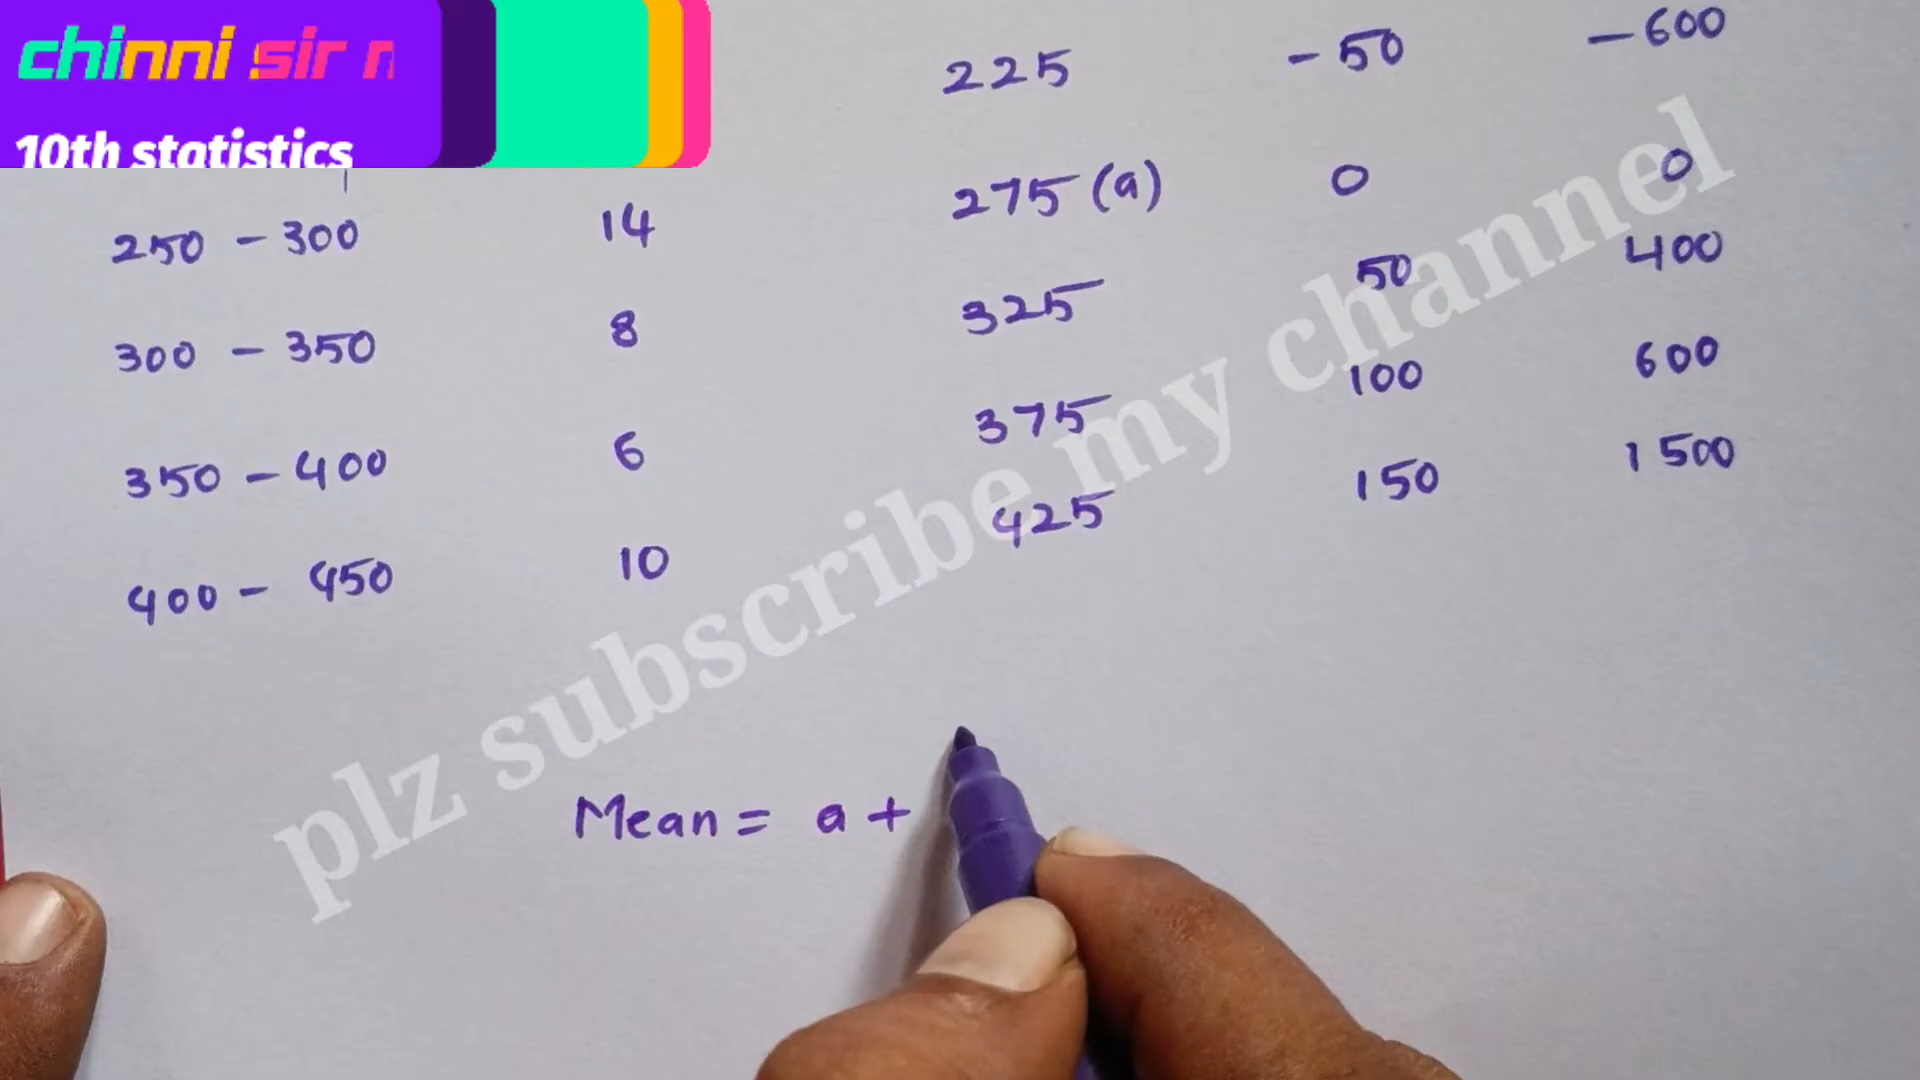 chinni sir
10th statistics
225 - 50 - 600
250 - 300 14 275 (a) 0 0
300 - 350 8 325 50 400
350 - 400 6 375 100 600
400 - 450 10 425 150 1500
plz subscribe my channel
Mean = a +